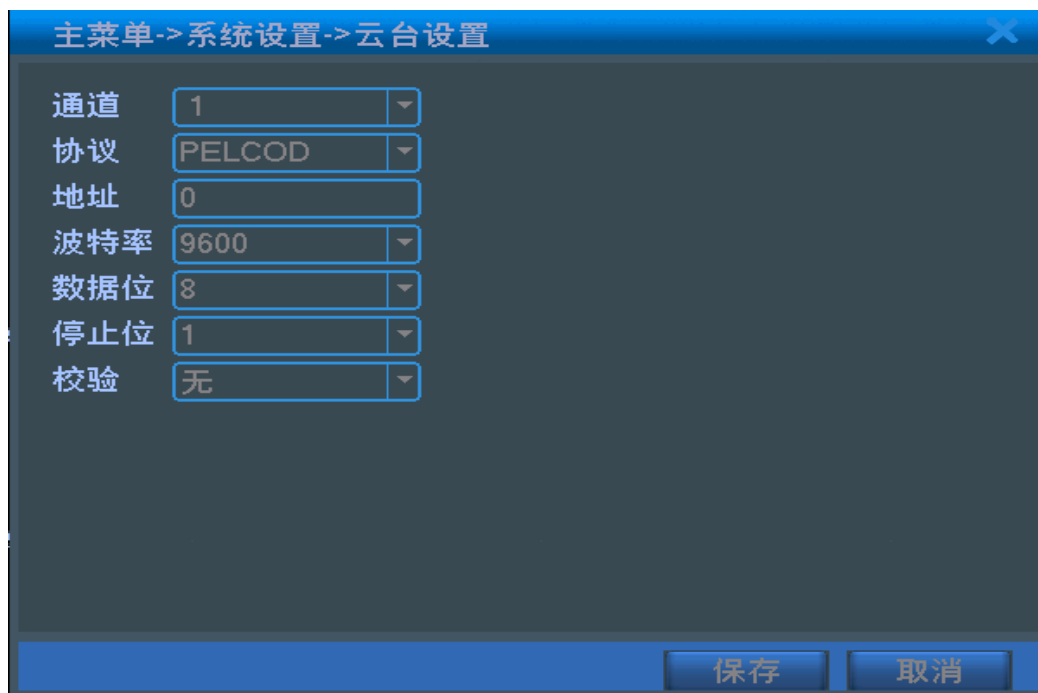 主菜单->系统设置->云台设置
通道 1
协议 PELCOD
地址 0
波特率 9600
数据位 8
停止位 1
校验 无
保存 取消